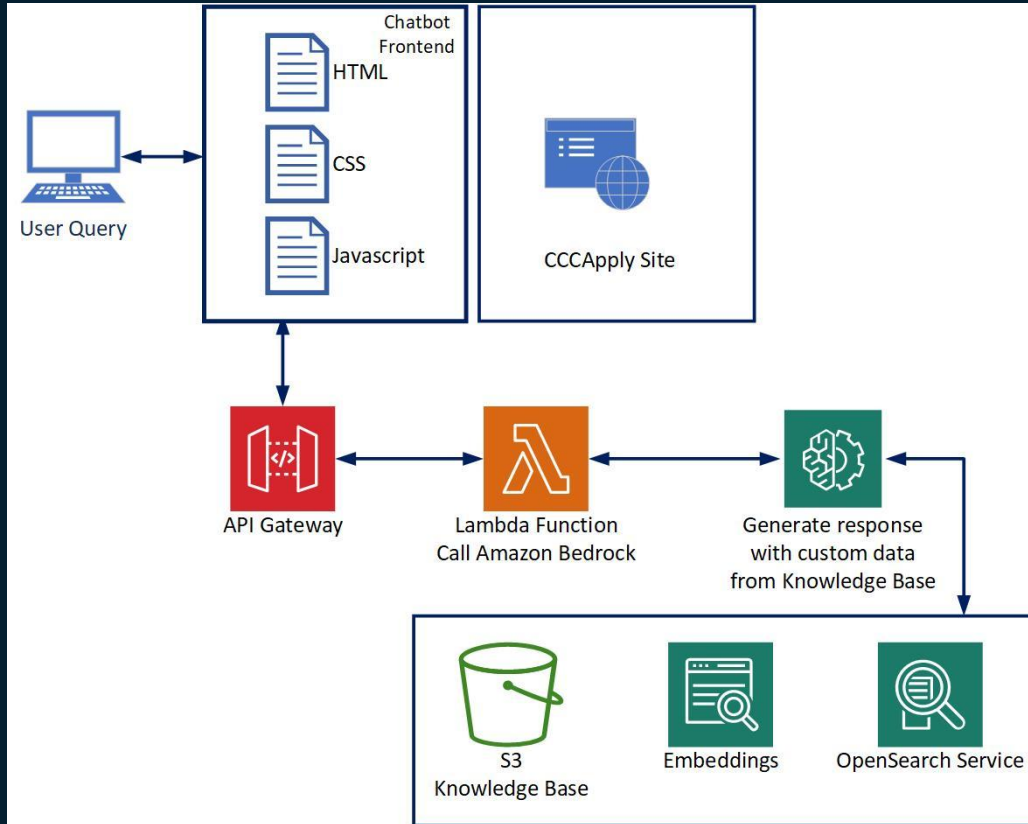 Chatbot
Frontend
HTML
CSS
Javascript
User Query
CCCApply Site
</>
API Gateway
Lambda Function
Call Amazon Bedrock
Generate response
with custom data
from Knowledge Base
S3
Knowledge Base
Embeddings
OpenSearch Service